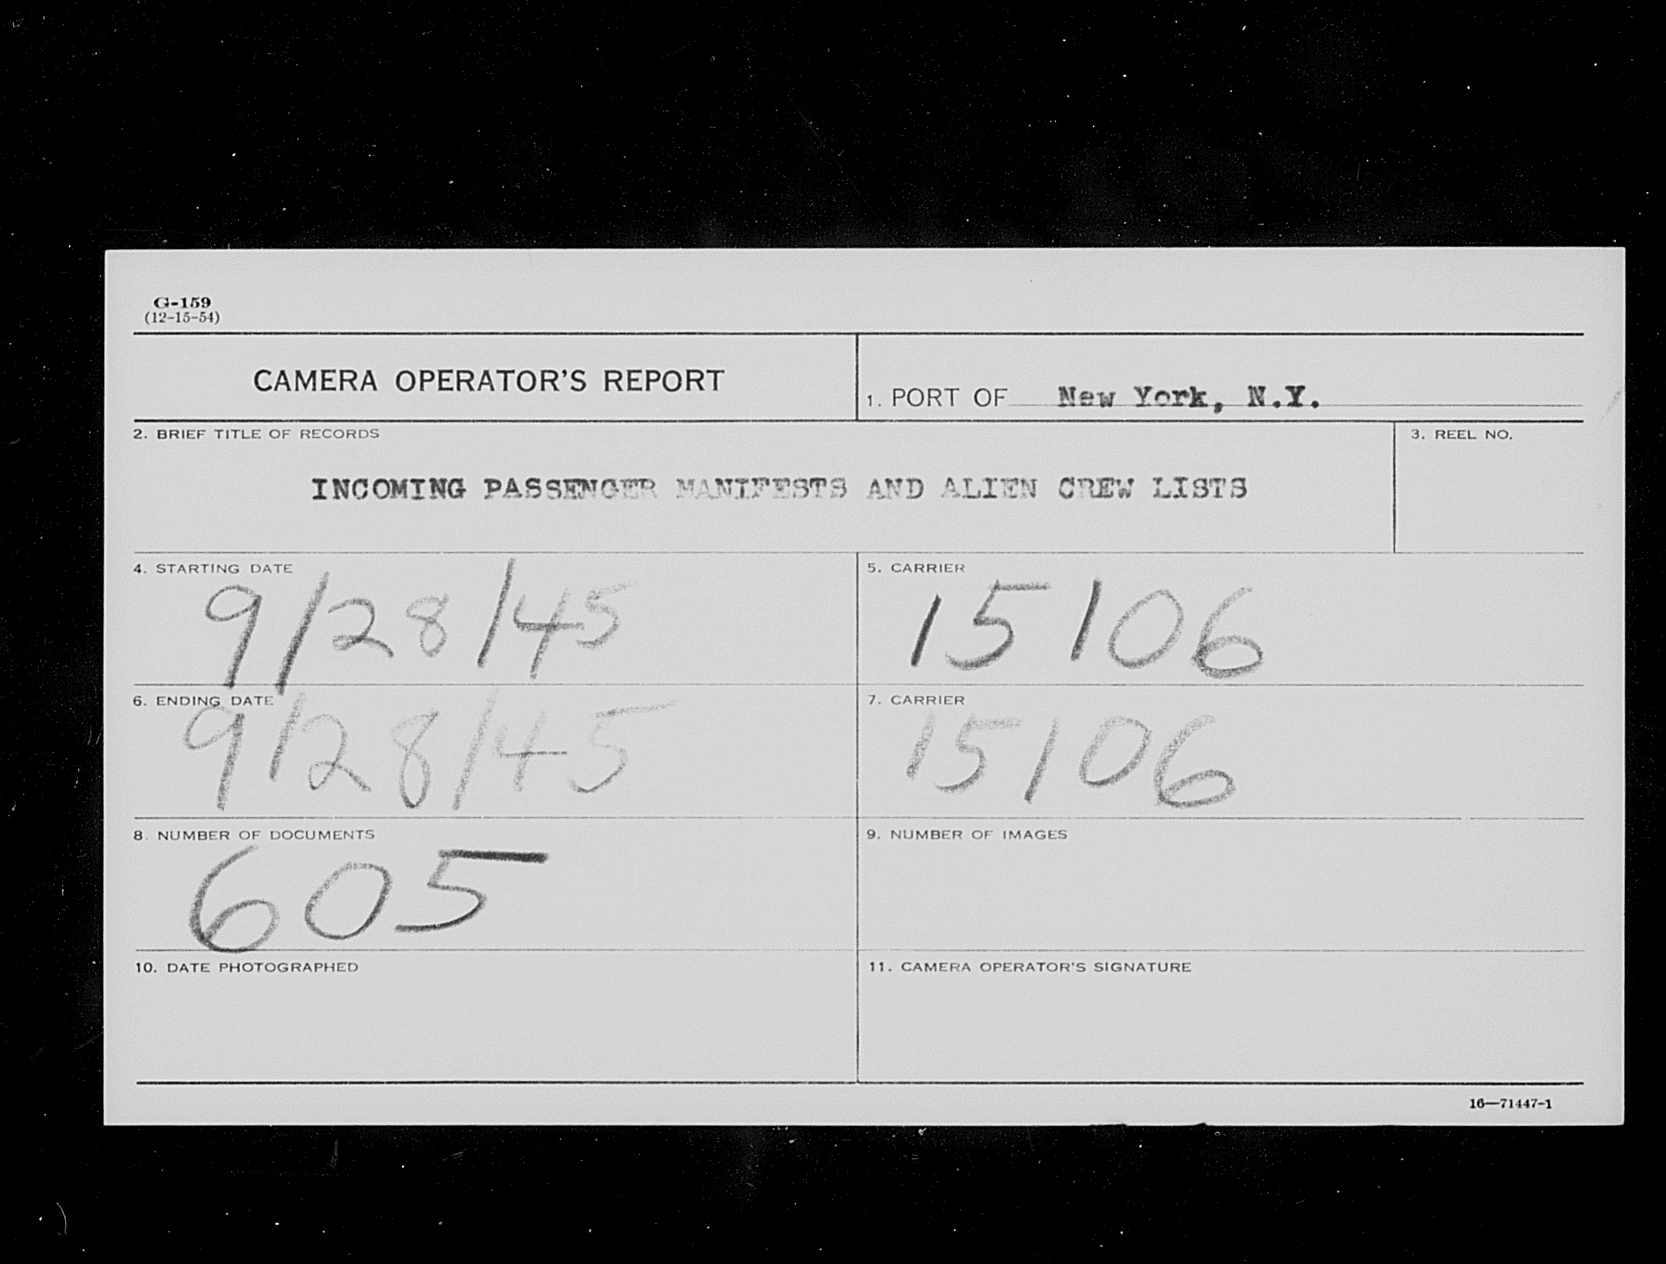 G-159
(12-15-54)
CAMERA OPERATOR'S REPORT
1. PORT OF New York, N.Y.
2. BRIEF TITLE OF RECORDS
3. REEL NO.
INCOMING PASSENGER MANIFESTS AND ALIEN CREW LISTS
4. STARTING DATE
9/28/45
5. CARRIER
15106
6. ENDING DATE
9/28/45
7. CARRIER
15106
8. NUMBER OF DOCUMENTS
605
9. NUMBER OF IMAGES
10. DATE PHOTOGRAPHED
11. CAMERA OPERATOR'S SIGNATURE
16—71447-1